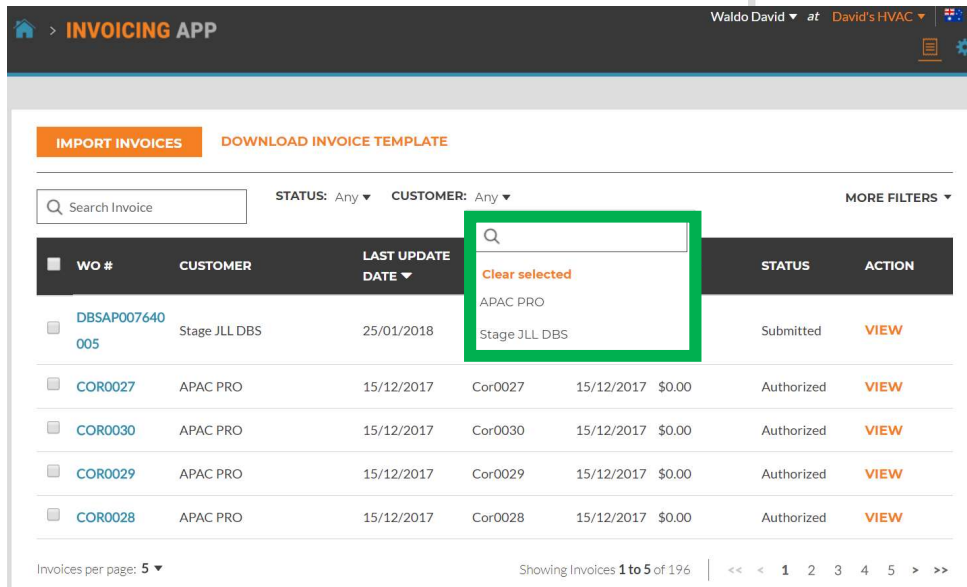 Waldo David ▼ at David's HVAC ▼
> INVOICING APP
IMPORT INVOICES DOWNLOAD INVOICE TEMPLATE
Search Invoice STATUS: Any ▼ CUSTOMER: Any ▼ MORE FILTERS ▼
WO # CUSTOMER LAST UPDATE DATE ▼ STATUS ACTION
Clear selected
APAC PRO
Stage JLL DBS
DBSAP007640005 Stage JLL DBS 25/01/2018 Submitted VIEW
COR0027 APAC PRO 15/12/2017 Cor0027 15/12/2017 $0.00 Authorized VIEW
COR0030 APAC PRO 15/12/2017 Cor0030 15/12/2017 $0.00 Authorized VIEW
COR0029 APAC PRO 15/12/2017 Cor0029 15/12/2017 $0.00 Authorized VIEW
COR0028 APAC PRO 15/12/2017 Cor0028 15/12/2017 $0.00 Authorized VIEW
Invoices per page: 5 ▼ Showing Invoices 1 to 5 of 196 << < 1 2 3 4 5 > >>